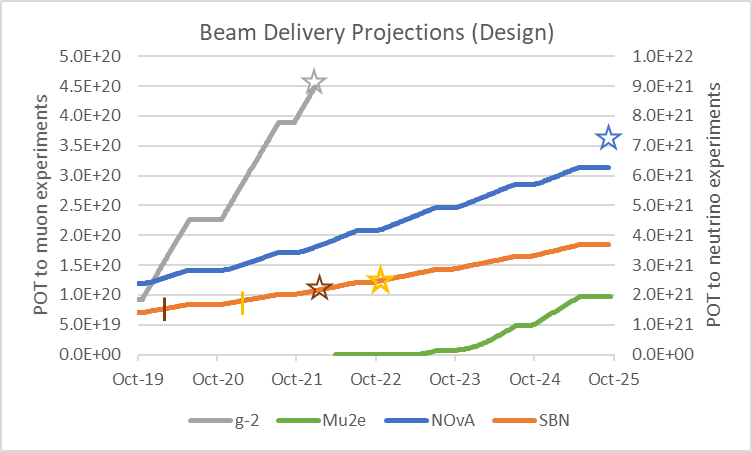 Beam Delivery Projections (Design)
POT to muon experiments
5.0E+20
4.5E+20
4.0E+20
3.5E+20
3.0E+20
2.5E+20
2.0E+20
1.5E+20
1.0E+20
5.0E+19
0.0E+00
1.0E+22
9.0E+21
8.0E+21
7.0E+21
6.0E+21
5.0E+21
4.0E+21
3.0E+21
2.0E+21
1.0E+21
0.0E+00
POT to neutrino experiments
Oct-19 Oct-20 Oct-21 Oct-22 Oct-23 Oct-24 Oct-25
g-2 Mu2e NOvA SBN